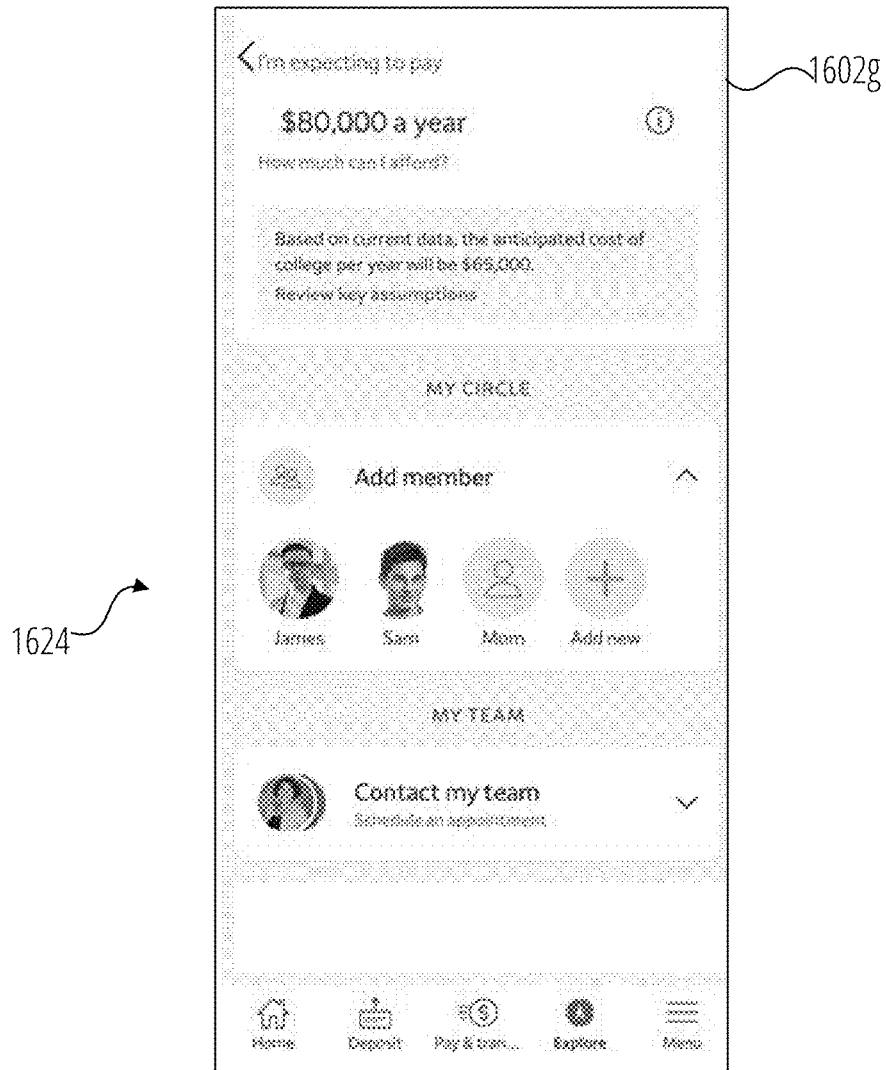 I'm expecting to pay
1602g
$80,000 a year
How much can I afford?
Based on current data, the anticipated cost of
college per year will be $65,000.
Review key assumptions
MY CIRCLE
Add member
James Sam Mom Add new
1624
MY TEAM
Contact my team
Schedule an appointment
Home Deposit Pay & tran... Explore Menu